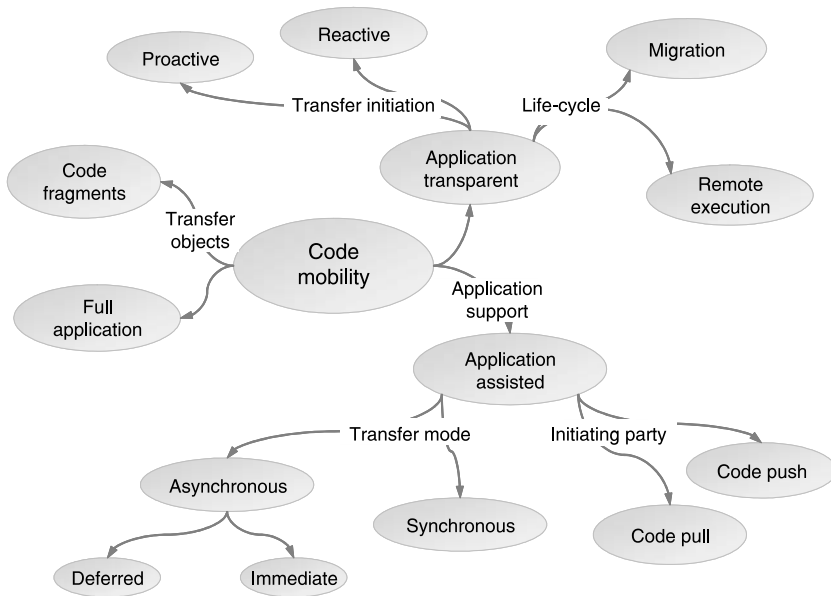 Reactive
Proactive
Migration
Transfer initiation
Life-cycle
Code
fragments
Application
transparent
Remote
execution
Transfer
objects
Code
mobility
Full
application
Application
support
Application
assisted
Transfer mode
Initiating party
Asynchronous
Code push
Synchronous
Code pull
Deferred
Immediate